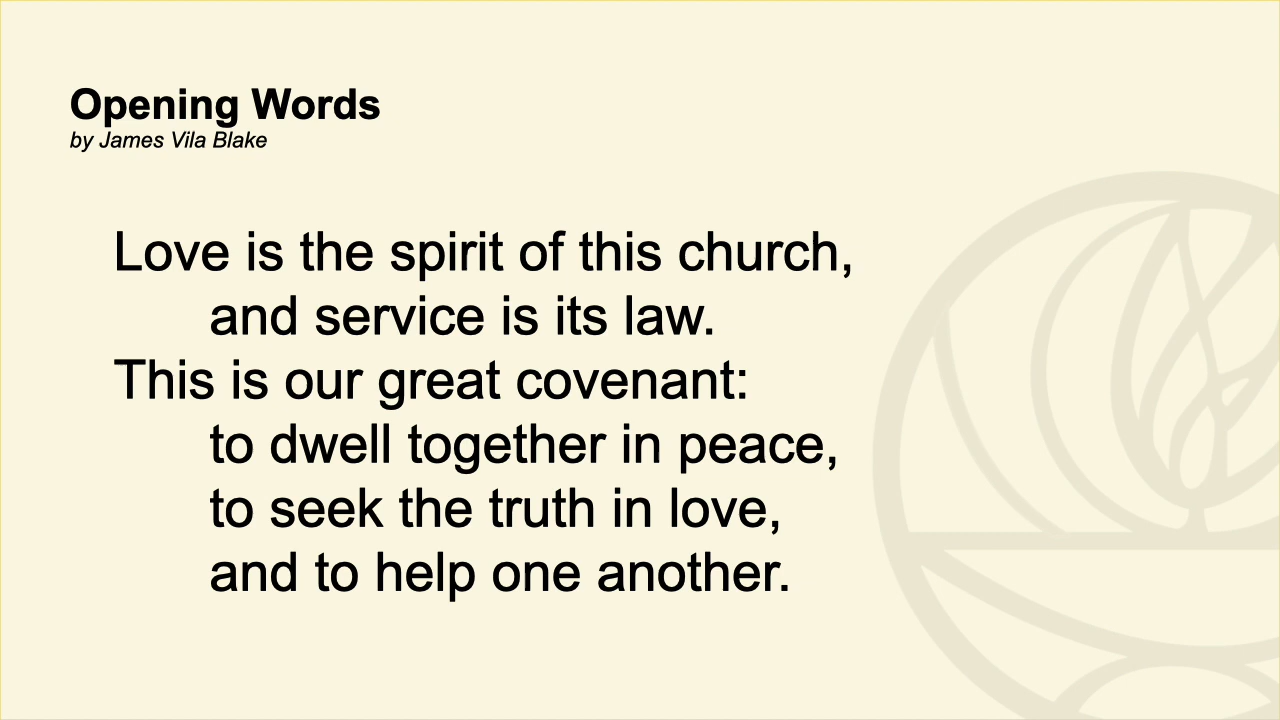 Opening Words
by James Vila Blake
Love is the spirit of this church,
and service is its law.
This is our great covenant:
to dwell together in peace,
to seek the truth in love,
and to help one another.